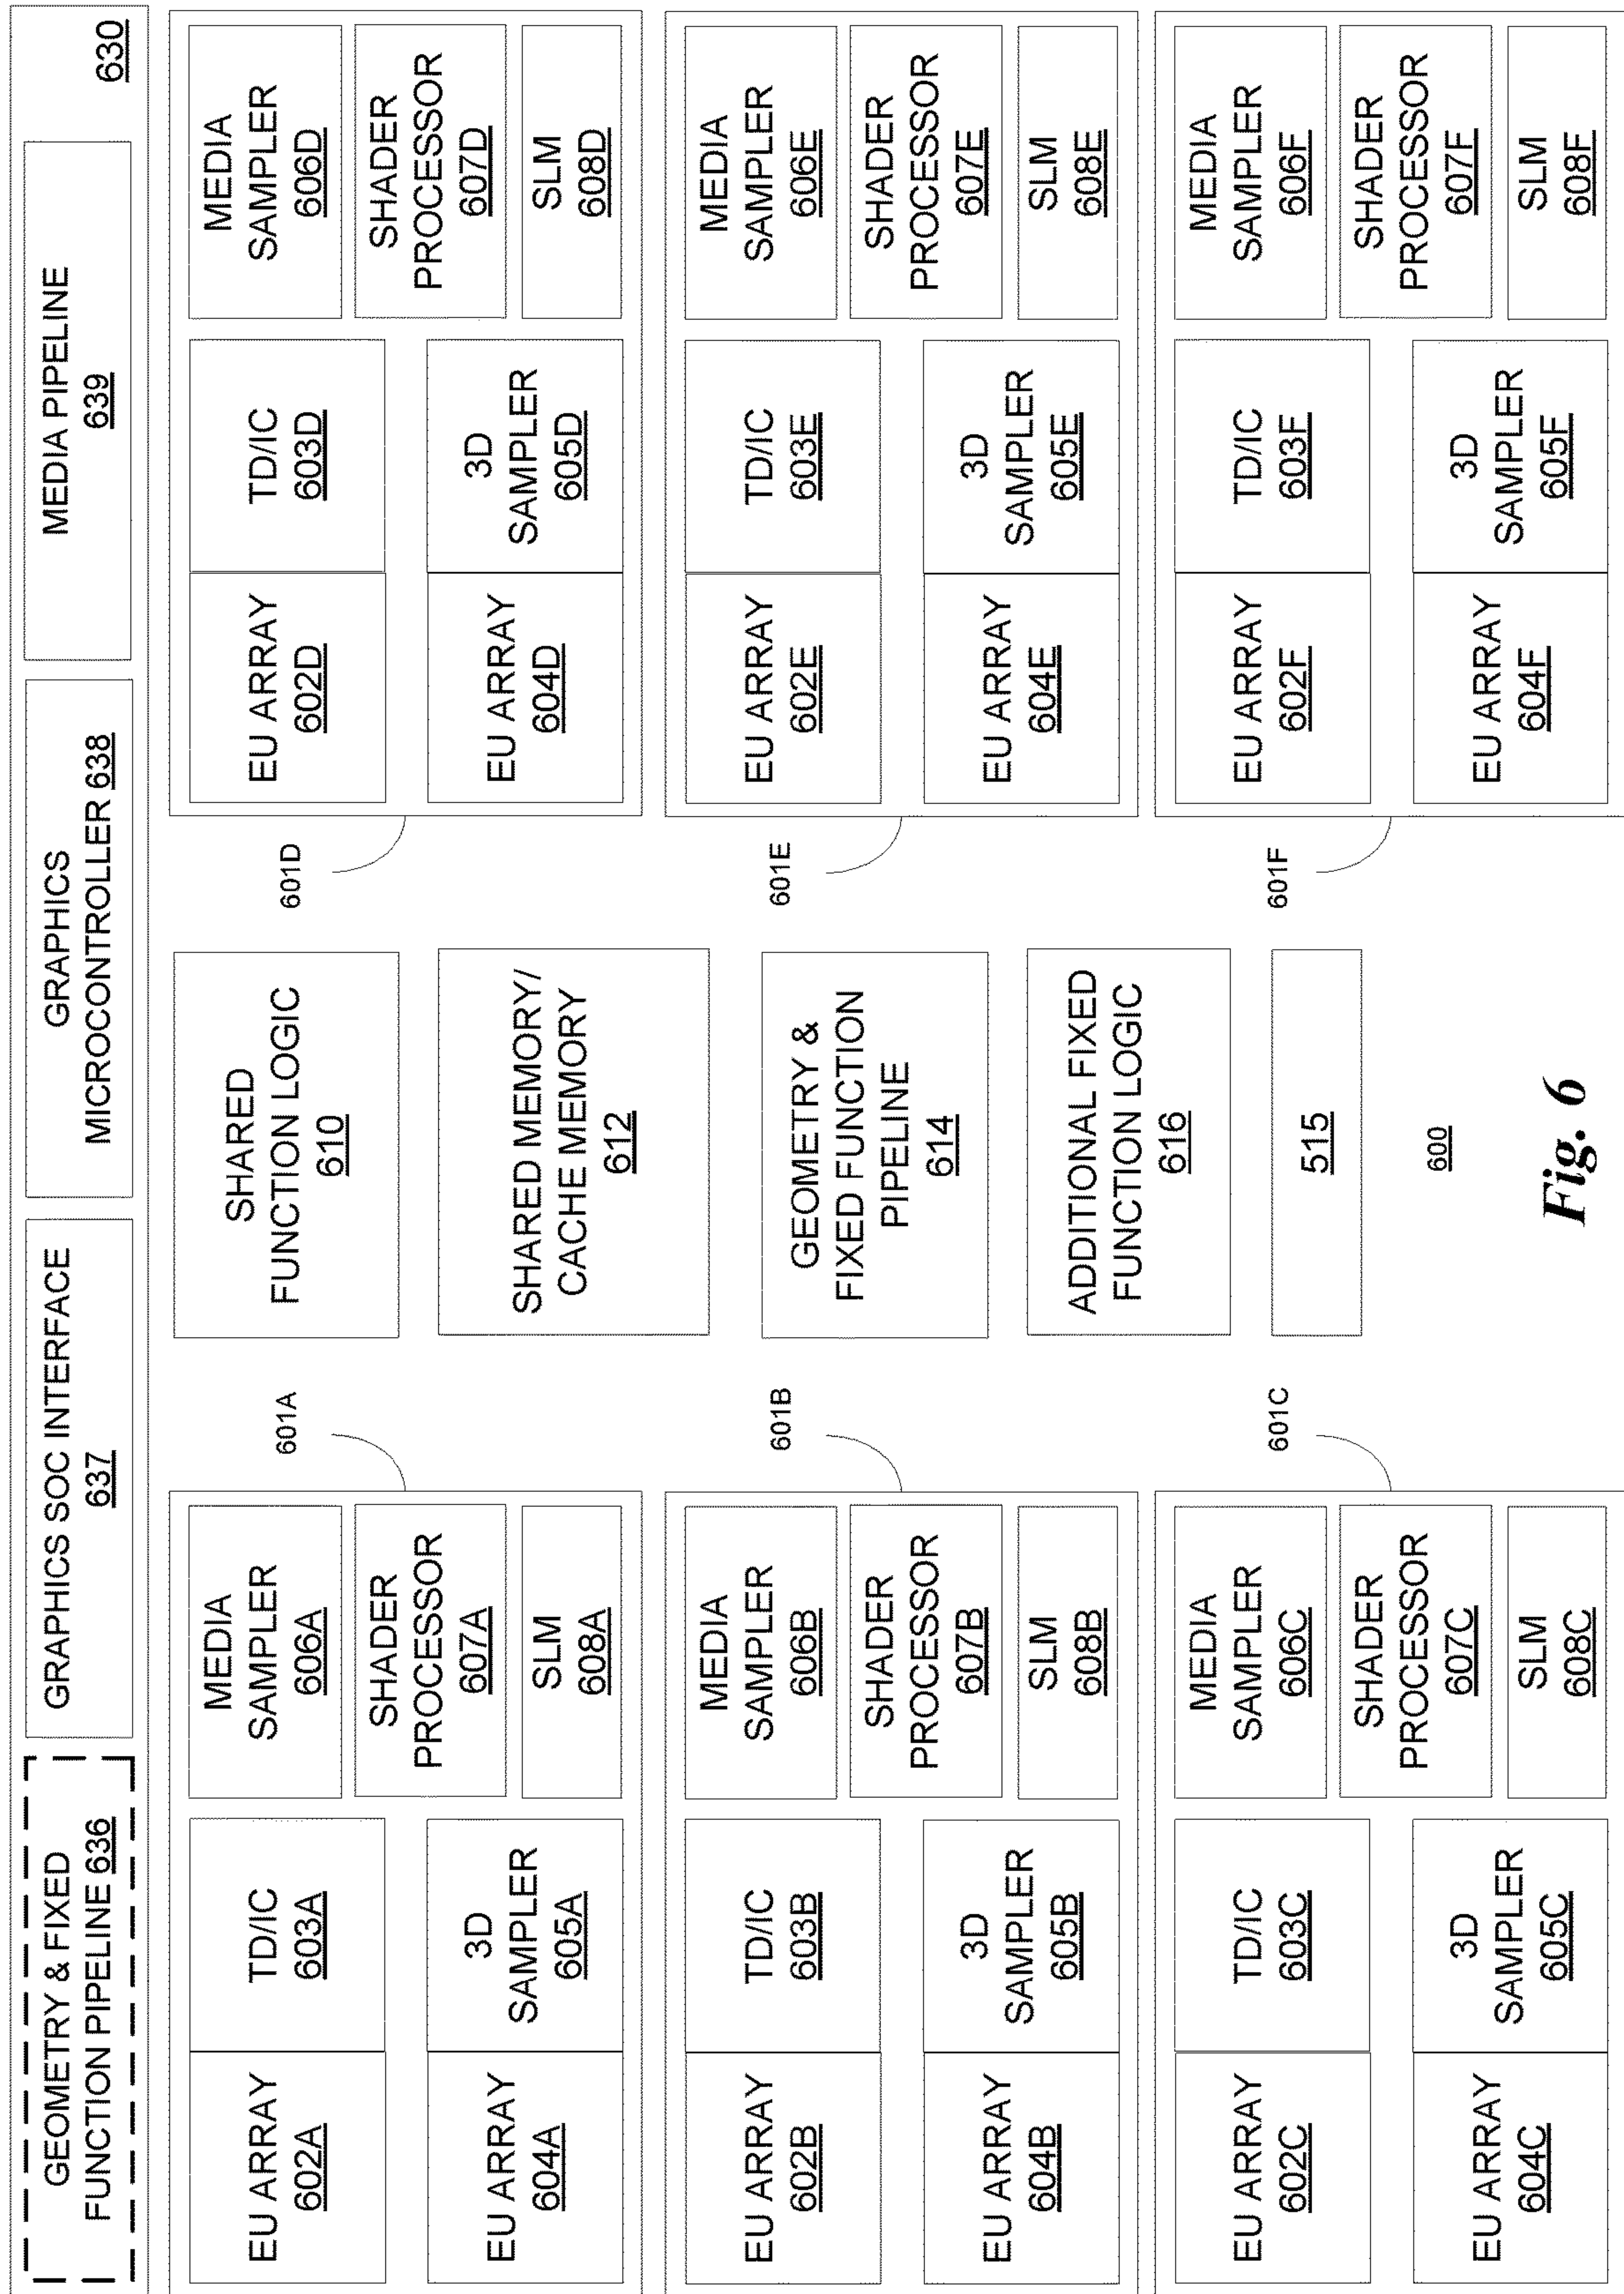 GEOMETRY & FIXED
FUNCTION PIPELINE 636
GRAPHICS SOC INTERFACE
637
GRAPHICS
MICROCONTROLLER 638
MEDIA PIPELINE
639
630
EU ARRAY
602A
TD/IC
603A
MEDIA
SAMPLER
606A
SHADER
PROCESSOR
607A
EU ARRAY
604A
3D
SAMPLER
605A
SLM
608A
601A
SHARED
FUNCTION LOGIC
610
601D
EU ARRAY
602D
TD/IC
603D
MEDIA
SAMPLER
606D
SHADER
PROCESSOR
607D
EU ARRAY
604D
3D
SAMPLER
605D
SLM
608D
SHARED MEMORY/
CACHE MEMORY
612
EU ARRAY
602B
TD/IC
603B
MEDIA
SAMPLER
606B
SHADER
PROCESSOR
607B
EU ARRAY
604B
3D
SAMPLER
605B
SLM
608B
601B
GEOMETRY &
FIXED FUNCTION
PIPELINE
614
601E
EU ARRAY
602E
TD/IC
603E
MEDIA
SAMPLER
606E
SHADER
PROCESSOR
607E
EU ARRAY
604E
3D
SAMPLER
605E
SLM
608E
ADDITIONAL FIXED
FUNCTION LOGIC
616
EU ARRAY
602C
TD/IC
603C
MEDIA
SAMPLER
606C
SHADER
PROCESSOR
607C
EU ARRAY
604C
3D
SAMPLER
605C
SLM
608C
601C
515
601F
EU ARRAY
602F
TD/IC
603F
MEDIA
SAMPLER
606F
SHADER
PROCESSOR
607F
EU ARRAY
604F
3D
SAMPLER
605F
SLM
608F
600
Fig. 6